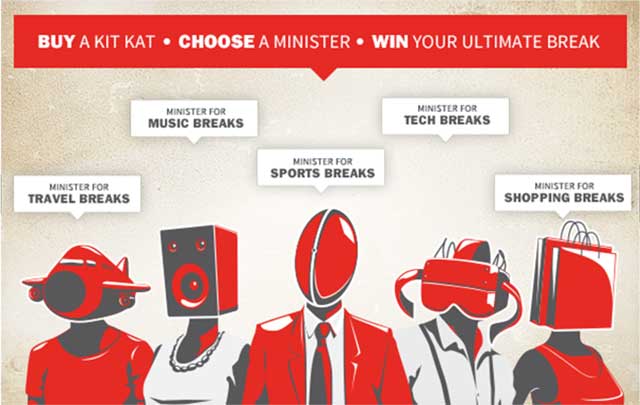 BUY A KIT KAT • CHOOSE A MINISTER • WIN YOUR ULTIMATE BREAK
MINISTER FOR
MUSIC BREAKS
MINISTER FOR
TECH BREAKS
MINISTER FOR
SPORTS BREAKS
MINISTER FOR
TRAVEL BREAKS
MINISTER FOR
SHOPPING BREAKS